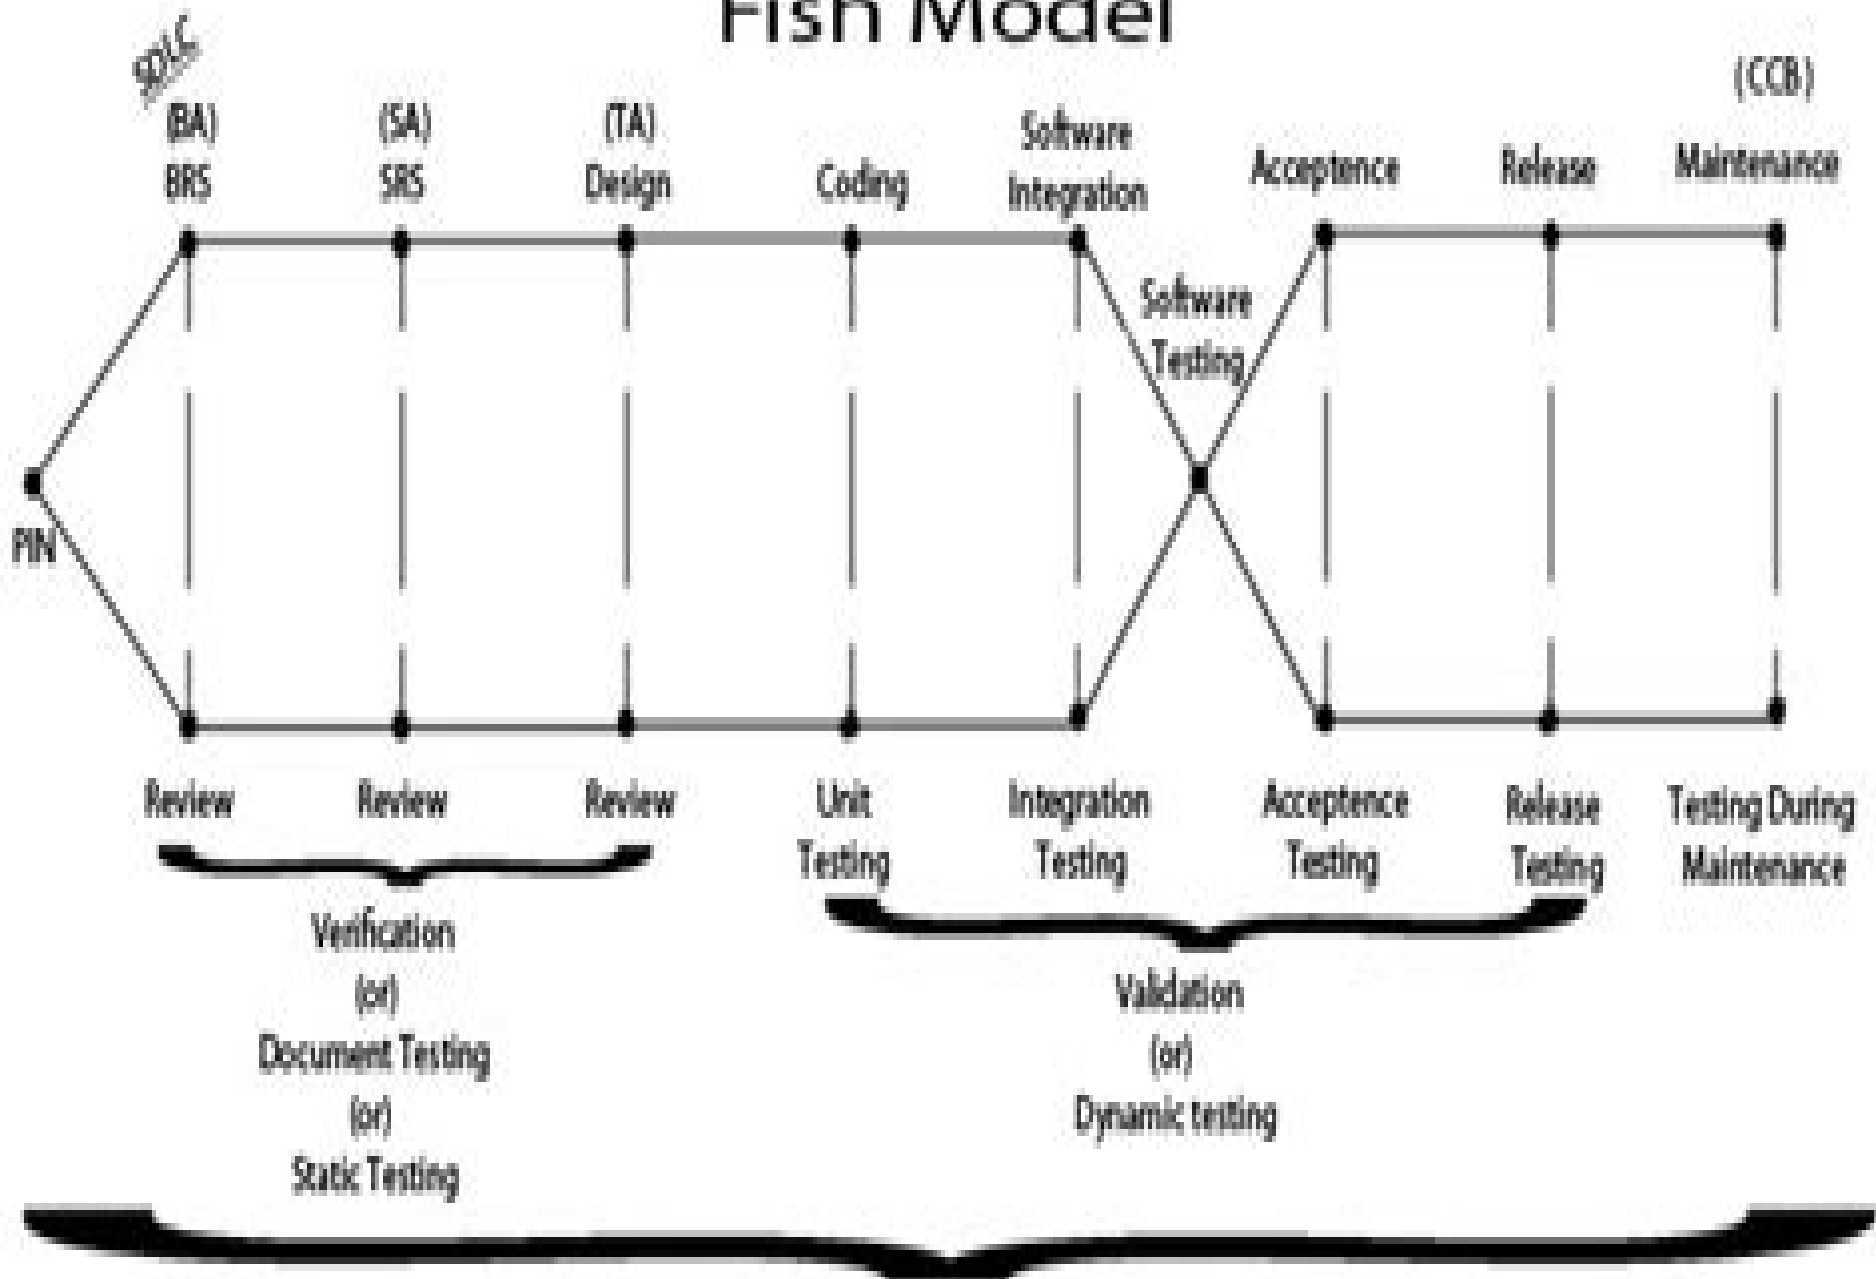 Fish Model
SDLC
(BA)
BRS
(SA)
SRS
(TA)
Design
Coding
Software
Integration
Software
Testing
Acceptence
Release
(CCB)
Maintenance
PIN
Review
Review
Review
Unit
Testing
Integration
Testing
Acceptence
Testing
Release
Testing
Testing During
Maintenance
Verification
(or)
Document Testing
(or)
Static Testing
Validation
(or)
Dynamic testing